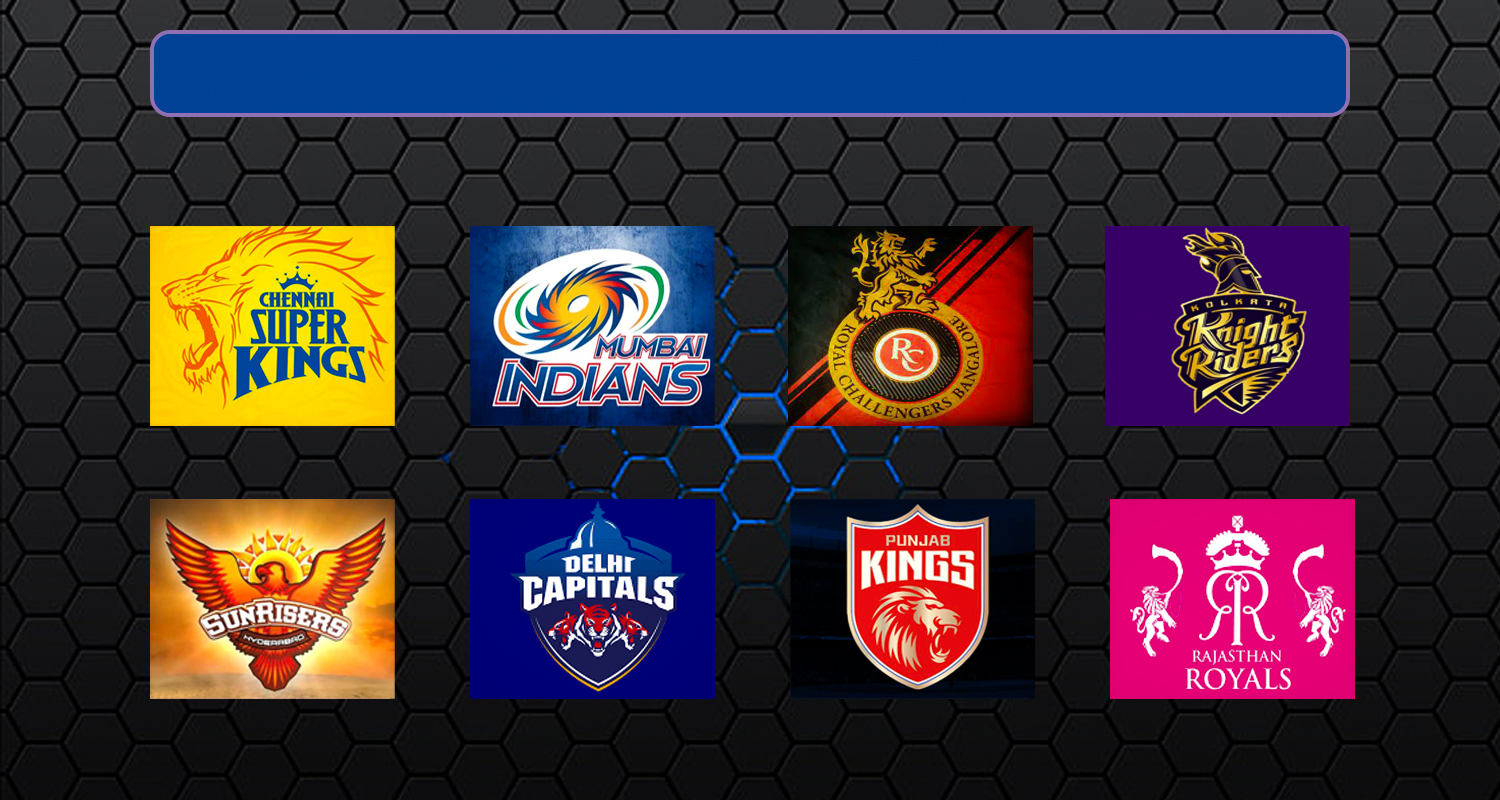 CHENNAI
SUPER
KINGS
MUMBAI
INDIANS
ROYAL CHALLENGERS BANGALORE
RC
KOLKATA
Knight
Riders
SUNRISERS
HYDERABAD
DELHI
CAPITALS
PUNJAB
KINGS
RR
RAJASTHAN
ROYALS